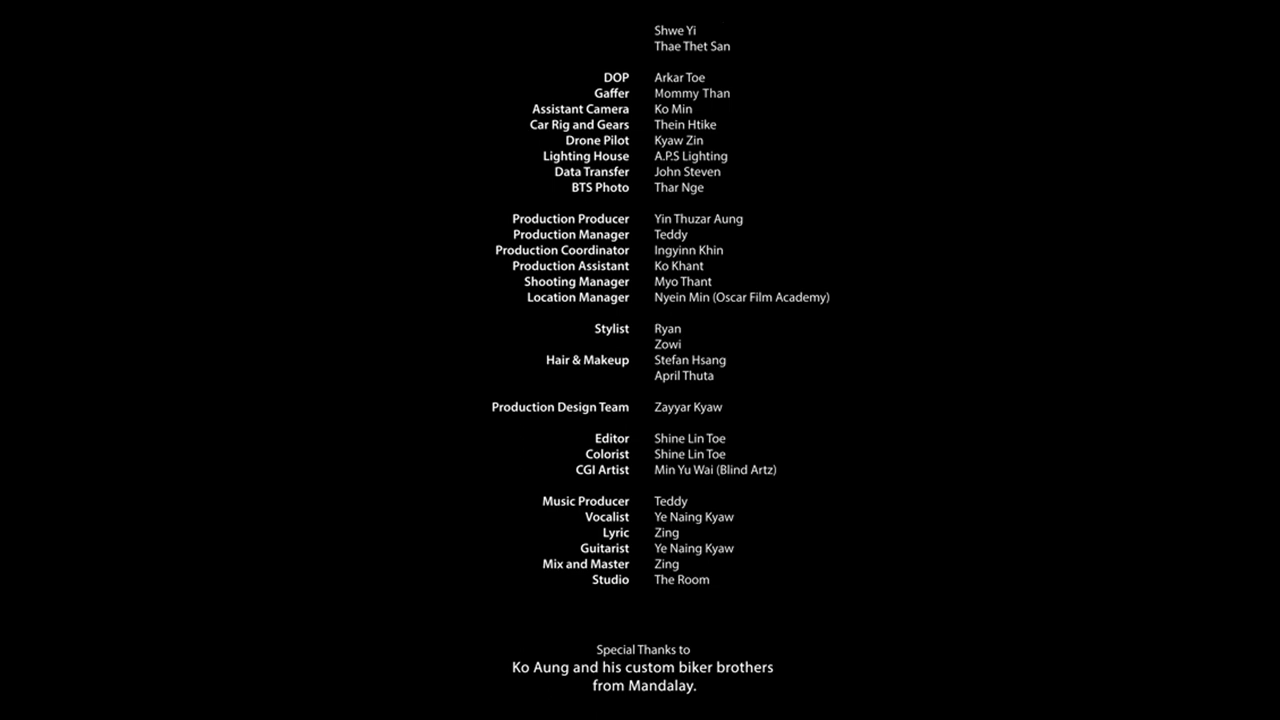 Shwe Yi
Thae Thet San
DOP Arkar Toe
Gaffer Mommy Than
Assistant Camera Ko Min
Car Rig and Gears Thein Htike
Drone Pilot Kyaw Zin
Lighting House A.P.S Lighting
Data Transfer John Steven
BTS Photo Thar Nge
Production Producer Yin Thuzar Aung
Production Manager Teddy
Production Coordinator Ingyinn Khin
Production Assistant Ko Khant
Shooting Manager Myo Thant
Location Manager Nyein Min (Oscar Film Academy)
Stylist Ryan
Zowi
Hair & Makeup Stefan Hsang
April Thuta
Production Design Team Zayyar Kyaw
Editor Shine Lin Toe
Colorist Shine Lin Toe
CGI Artist Min Yu Wai (Blind Artz)
Music Producer Teddy
Vocalist Ye Naing Kyaw
Lyric Zing
Guitarist Ye Naing Kyaw
Mix and Master Zing
Studio The Room
Special Thanks to
Ko Aung and his custom biker brothers
from Mandalay.